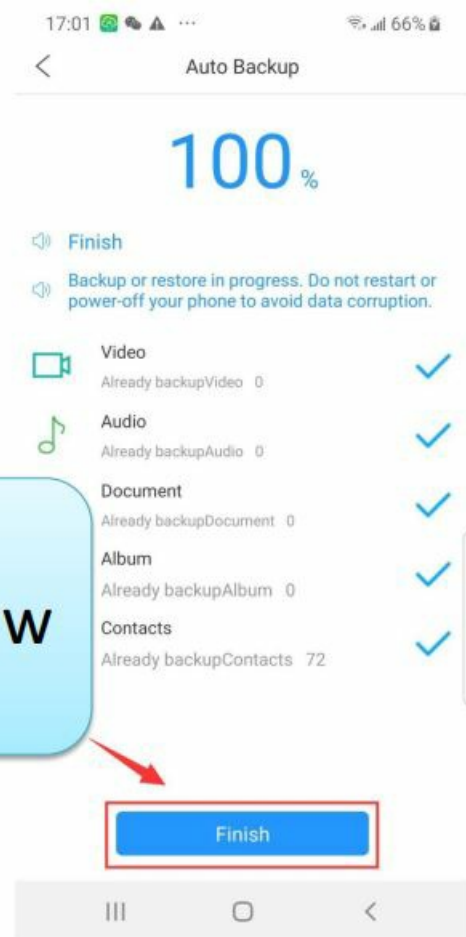 17:01 66%
Auto Backup
100 %
Finish
Backup or restore in progress. Do not restart or
power-off your phone to avoid data corruption.
Video
Already backupVideo 0
Audio
Already backupAudio 0
Document
Already backupDocument 0
Album
Already backupAlbum 0
w
Contacts
Already backupContacts 72
Finish